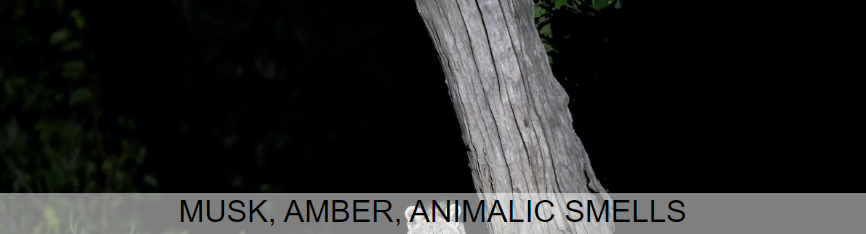 MUSK, AMBER, ANIMALIC SMELLS